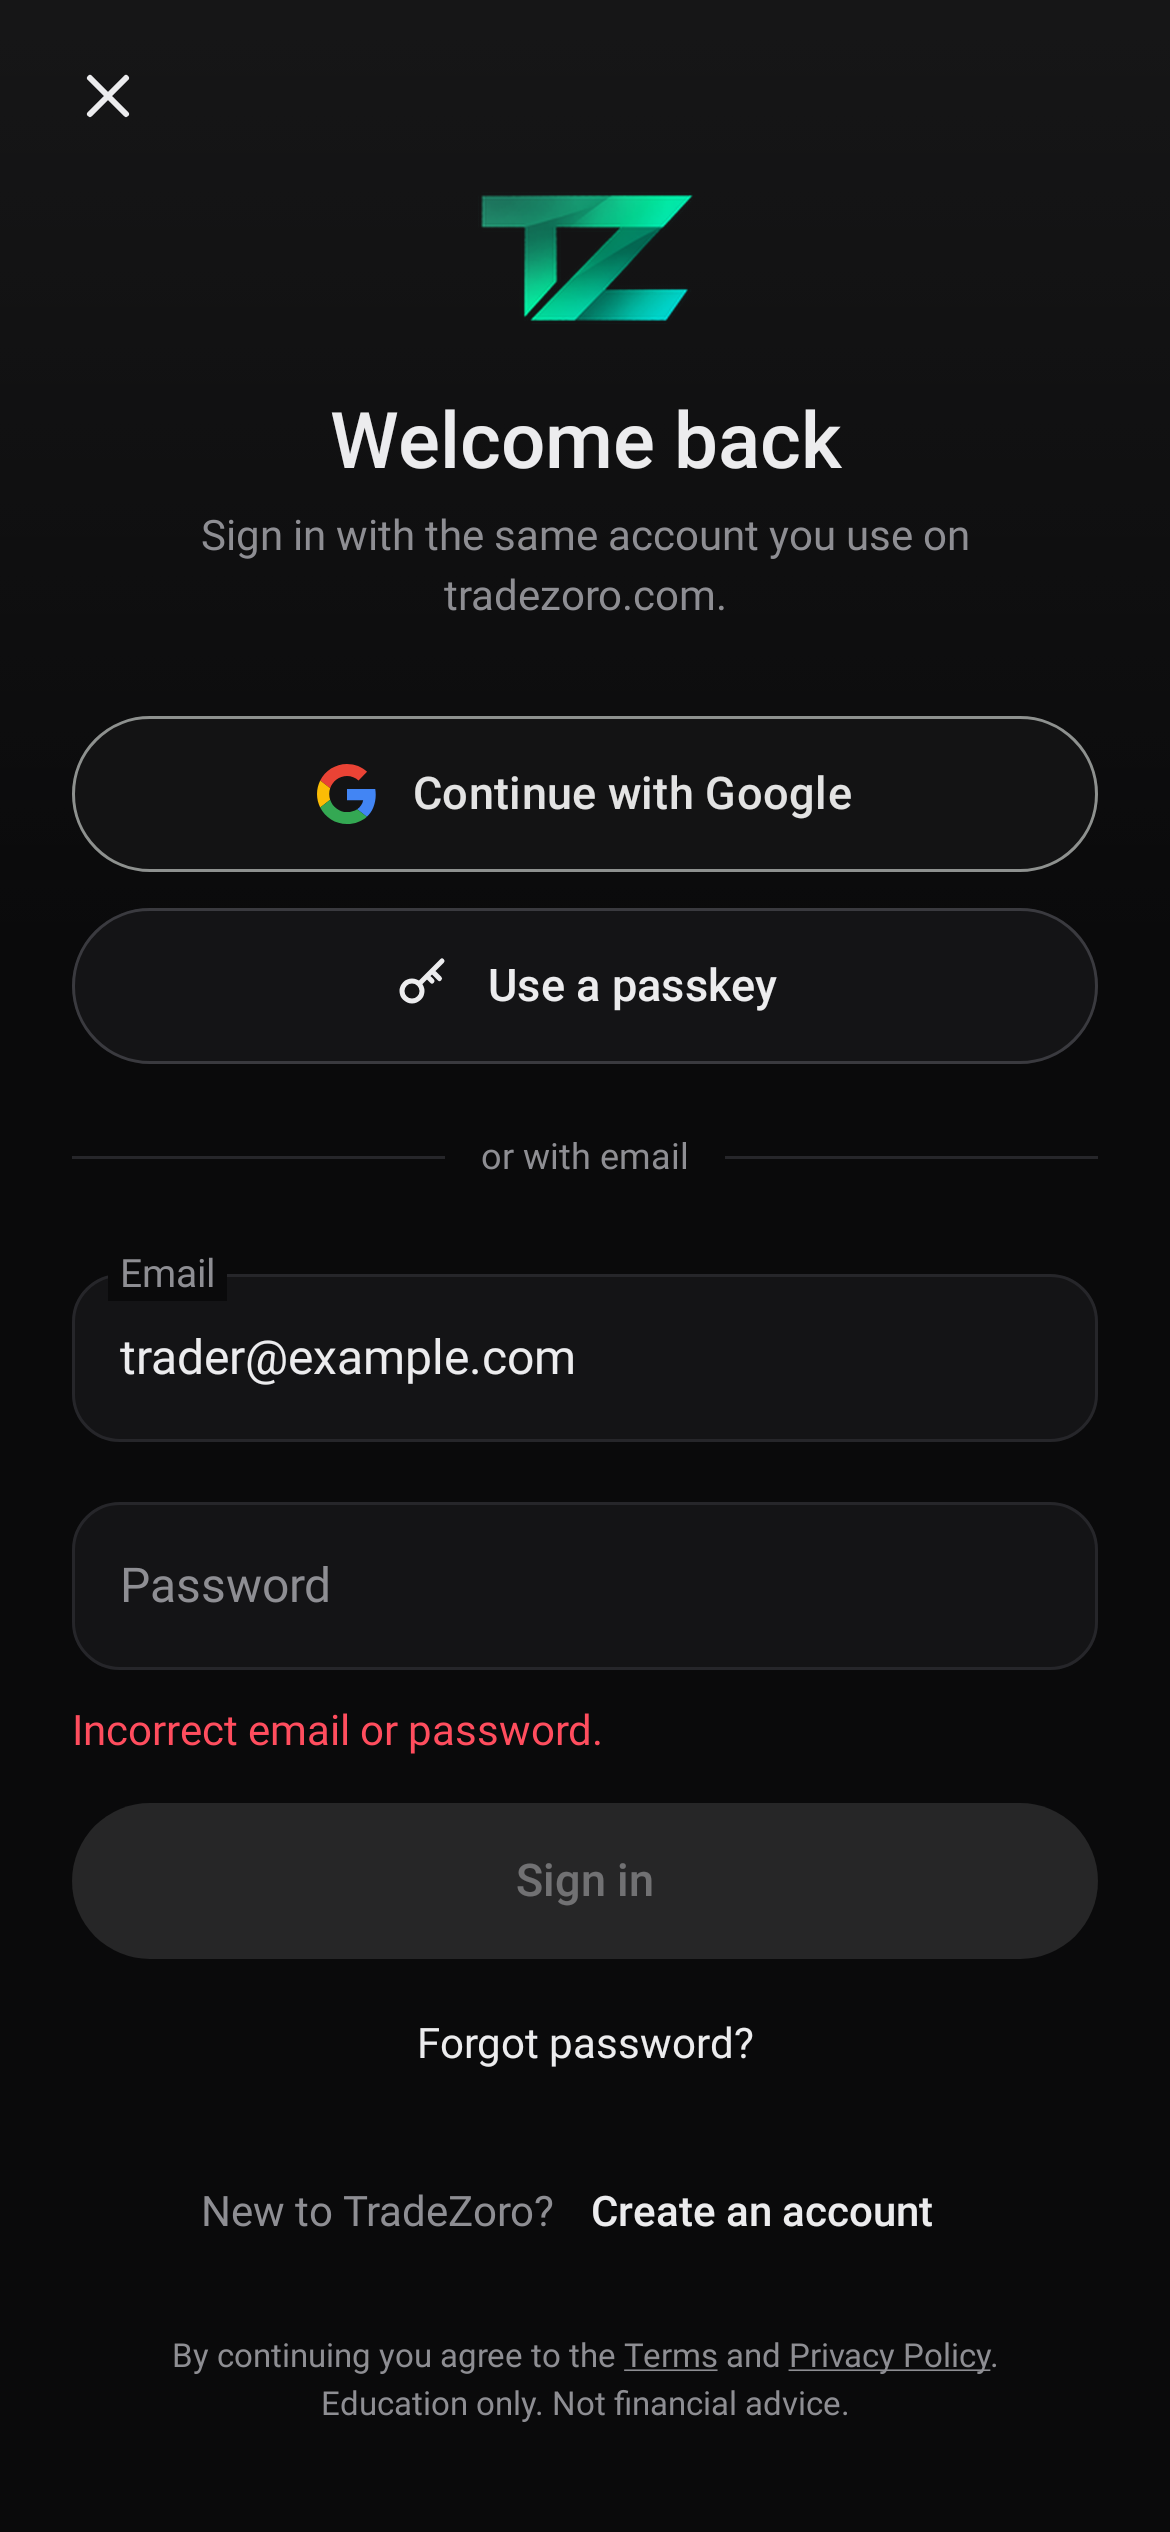 TZ
Welcome back
Sign in with the same account you use on
tradezoro.com.
Continue with Google
Use a passkey
or with email
Email
trader@example.com
Password
Incorrect email or password.
Sign in
Forgot password?
New to TradeZoro? Create an account
By continuing you agree to the Terms and Privacy Policy.
Education only. Not financial advice.